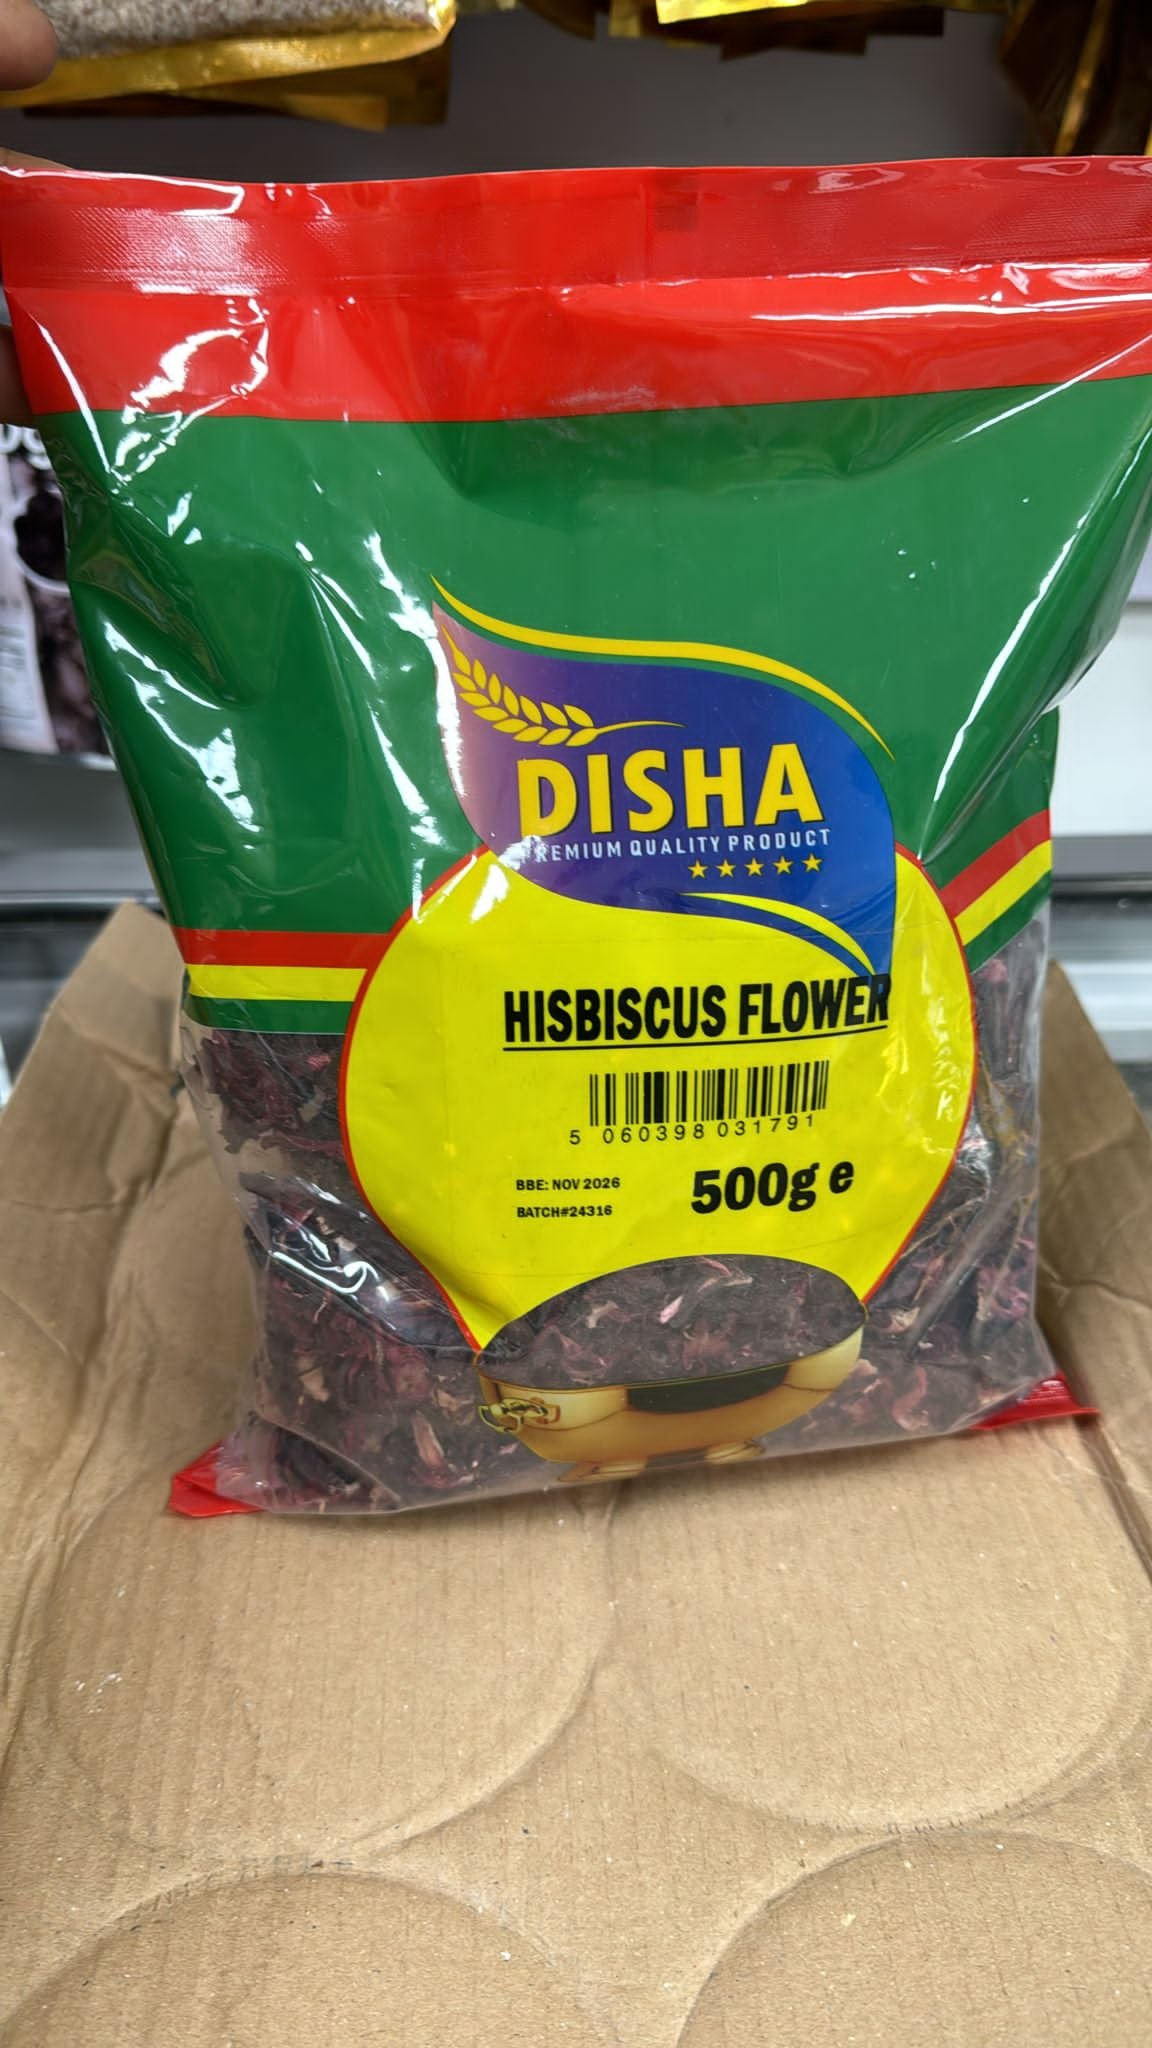 DISHA
PREMIUM QUALITY PRODUCT
HISBISCUS FLOWER
5 060398 031791
BBE: NOV 2026
500g e
BATCH#24316